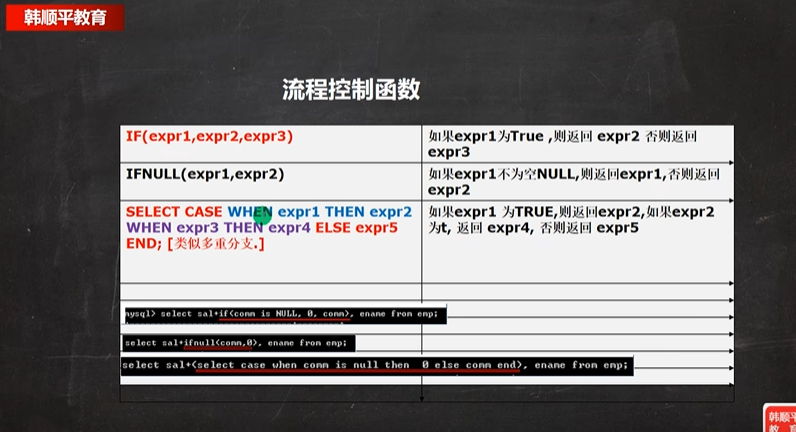 韩顺平教育
流程控制函数
IF(expr1,expr2,expr3)
如果expr1为True ,则返回 expr2 否则返回
expr3
IFNULL(expr1,expr2)
如果expr1不为空NULL,则返回expr1,否则返回
expr2
SELECT CASE WHEN expr1 THEN expr2
WHEN expr3 THEN expr4 ELSE expr5
END; [类似多重分支.]
如果expr1 为TRUE,则返回expr2,如果expr2
为t, 返回 expr4, 否则返回 expr5
mysql> select sal+if(comm is NULL, 0, comm), ename from emp;
select sal+ifnull(comm,0), ename from emp;
select sal+(select case when comm is null then 0 else comm end), ename from emp;
韩顺平
教 育